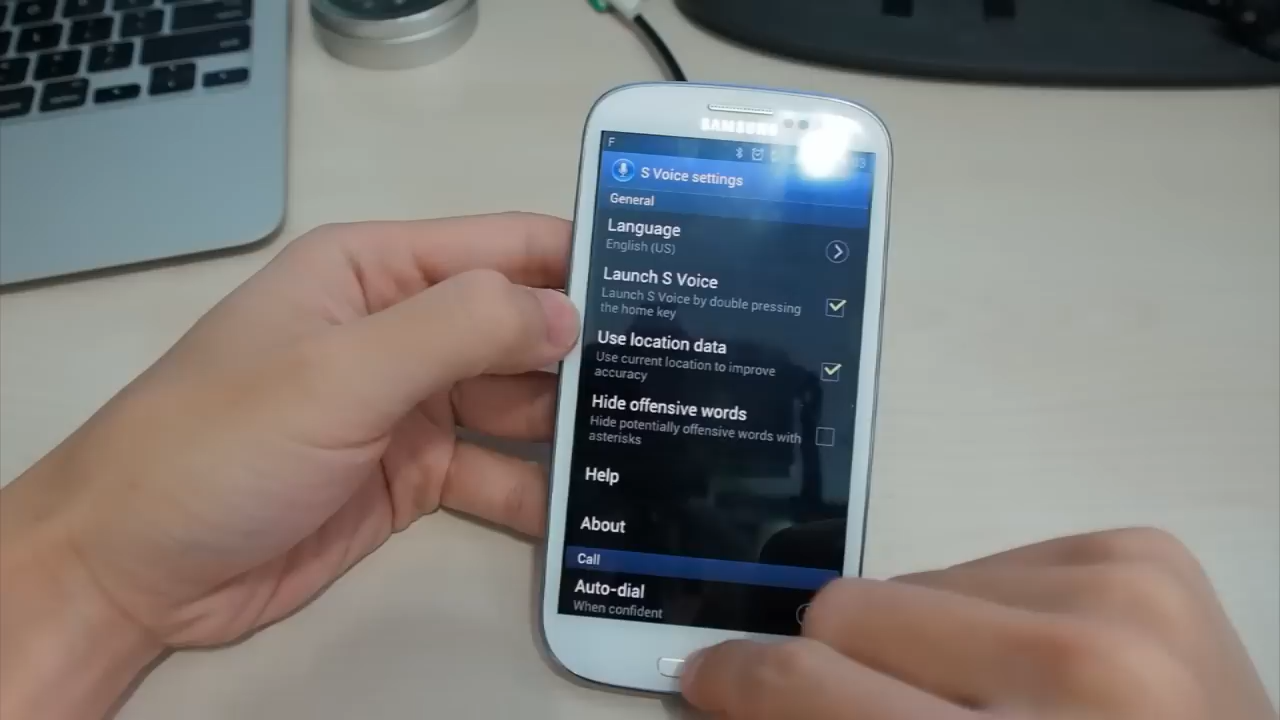 SAMSUNG
F
S Voice settings
General
Language
English (US)
Launch S Voice
Launch S Voice by double pressing
the home key
Use location data
Use current location to improve
accuracy
Hide offensive words
Hide potentially offensive words with
asterisks
Help
About
Call
Auto-dial
When confident